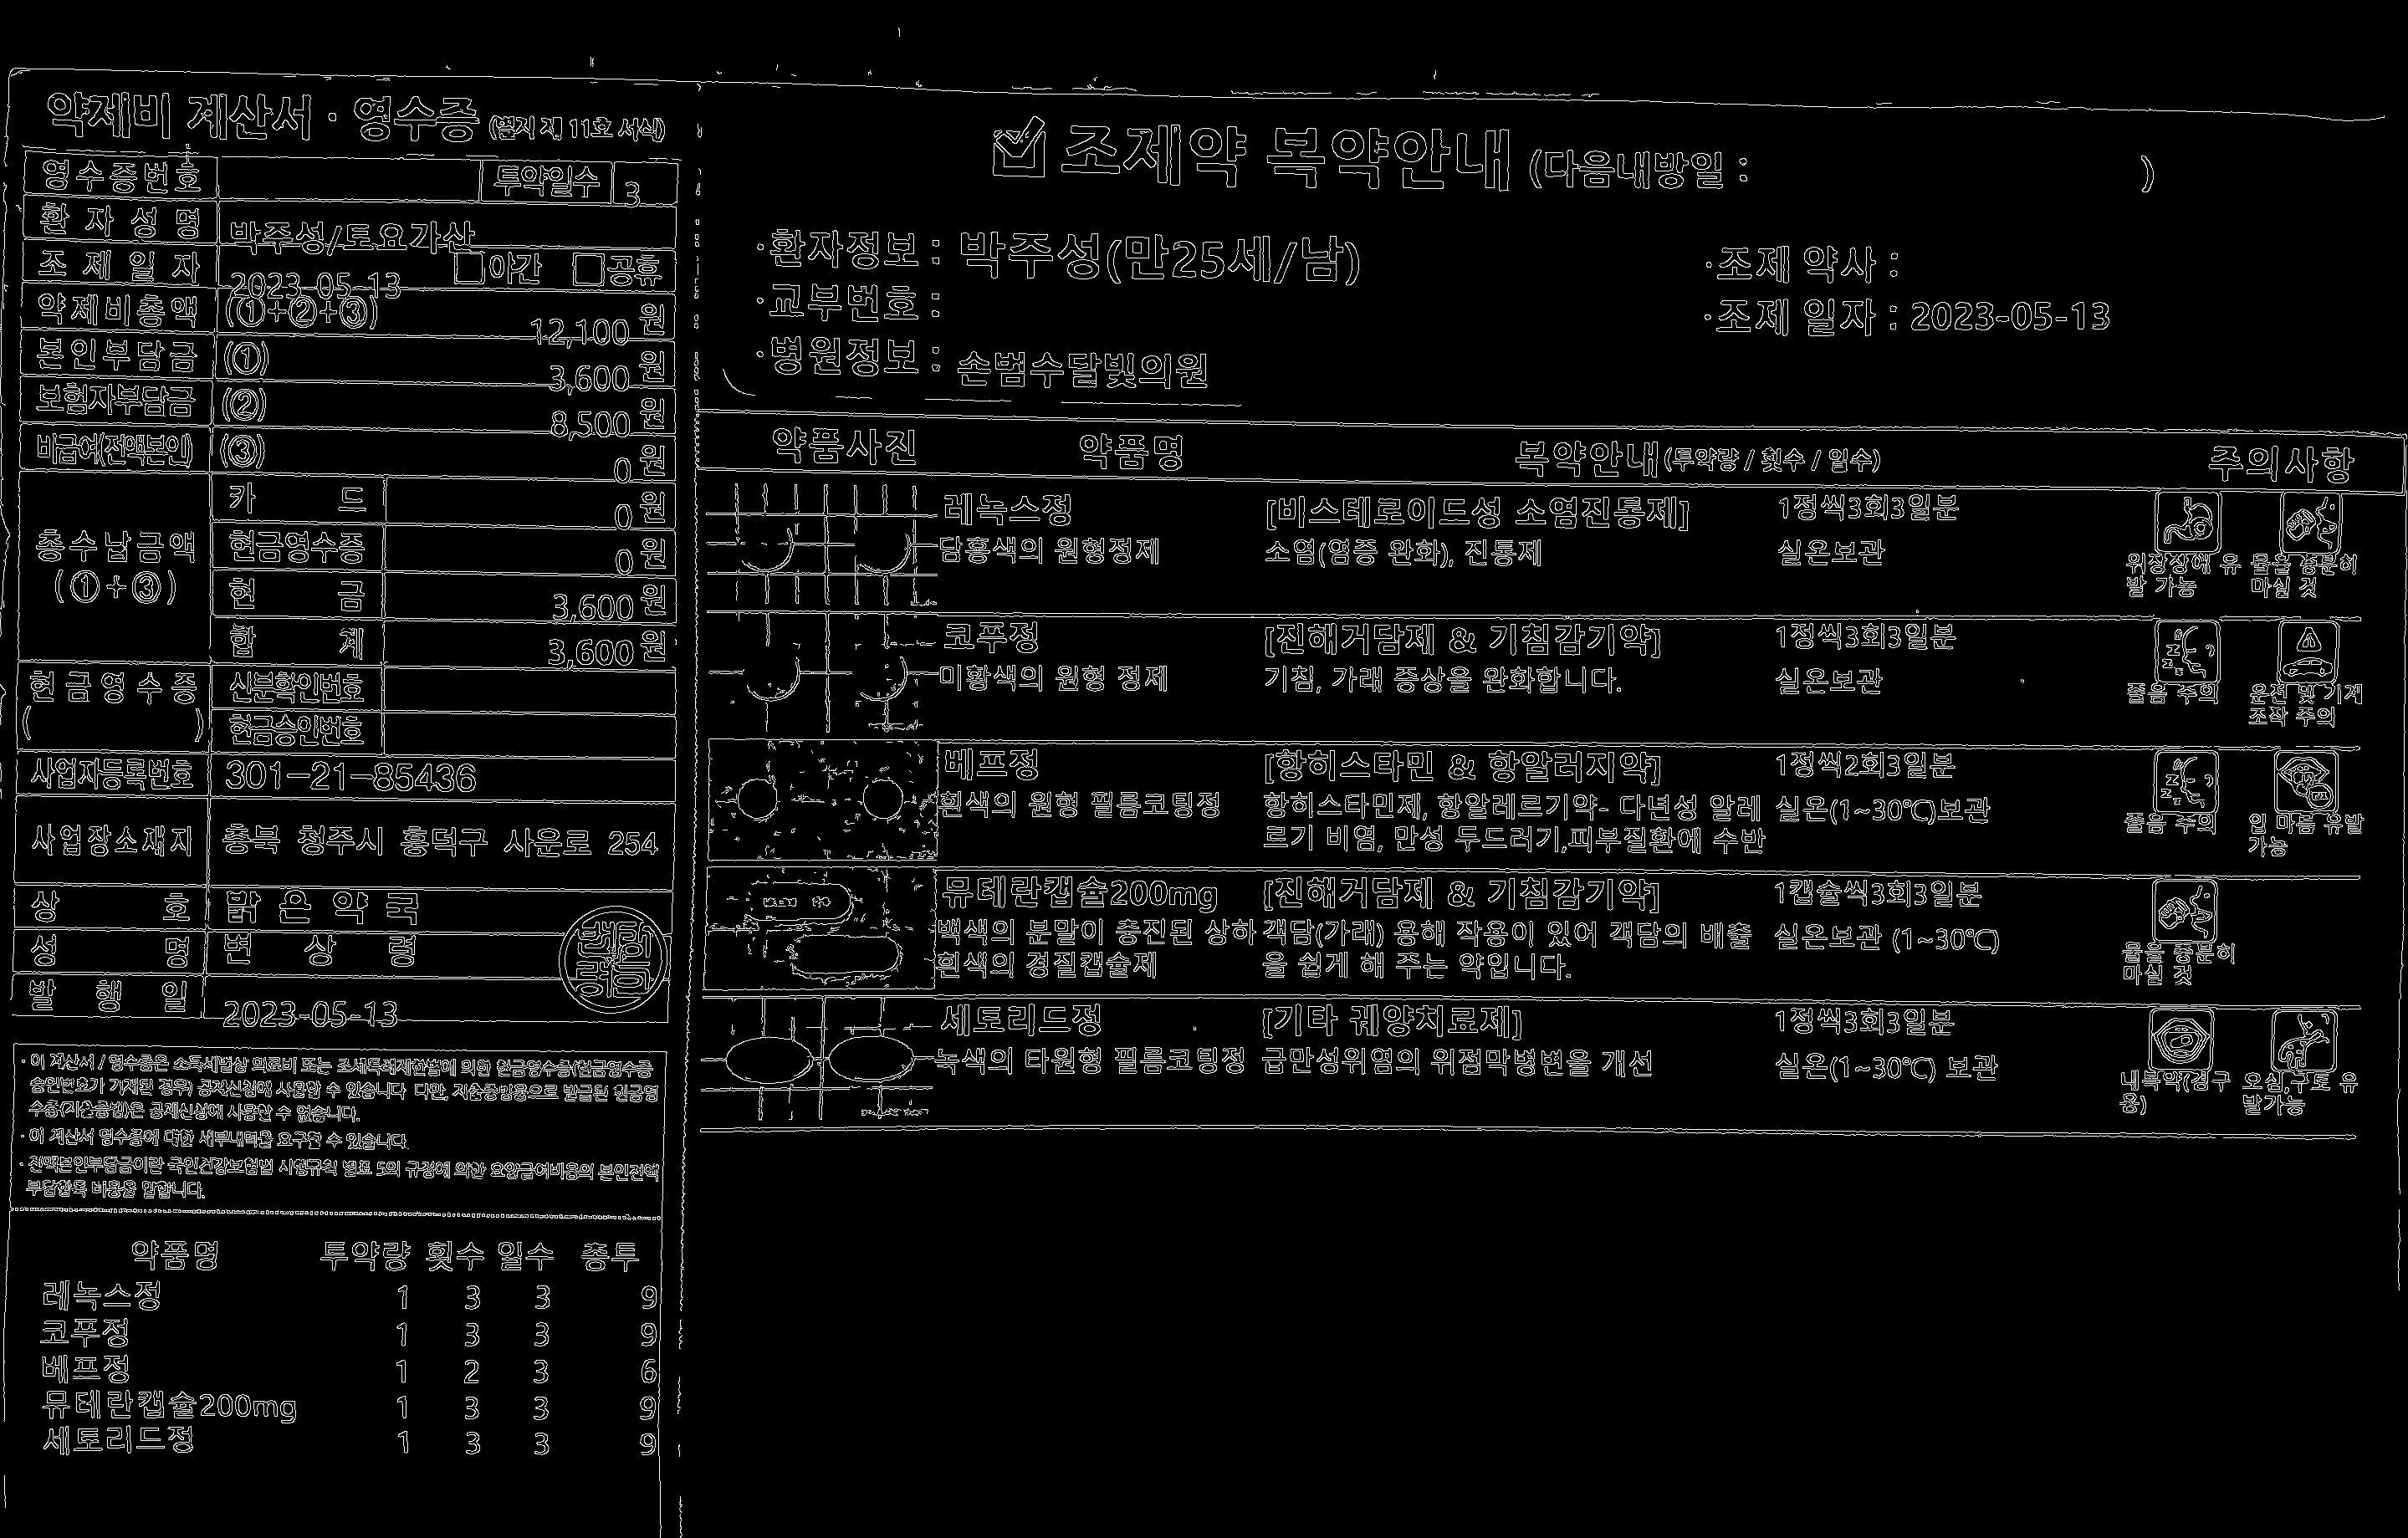 약제비 계산서 · 영수증 (별지 제 11호 서식)
영수증번호 투약일수 3
환자성명 박주성/토요가산
조제일자 2023-05-13 □야간 □공휴
약제비총액 (①+②+③) 12,100 원
본인부담금 (①) 3,600 원
보험자부담금 (②) 8,500 원
비급여(전액본인) (③) 0 원
총수납금액 (①+③)
카드 0 원
현금영수증 0 원
현금 3,600 원
합계 3,600 원
현금영수증 ( )
신분확인번호
현금승인번호
사업자등록번호 301-21-85436
사업장소재지 충북 청주시 흥덕구 사운로 254
상호 밝은약국
성명 변상령
발행일 2023-05-13
· 이 계산서 / 영수증은 소득세법상 의료비 또는 조세특례제한법에 의한 현금영수증(현금영수증
승인번호가 기재된 경우) 공제신청에 사용할 수 있습니다 다만, 지출증빙용으로 발급된 현금영
수증(지출증빙)은 공제신청에 사용할 수 없습니다.
· 이 계산서 영수증에 대한 세부내역을 요구할 수 있습니다.
· 전액본인부담금이란 국민건강보험법 시행규칙 별표 5의 규정에 의한 요양급여비용의 본인전액
부담항목 비용을 말합니다.
약품명 투약량 횟수 일수 총투
레녹스정 1 3 3 9
코푸정 1 3 3 9
베프정 1 2 3 6
뮤테란캡슐200mg 1 3 3 9
세토리드정 1 3 3 9
조제약 복약안내 (다음내방일 : )
·환자정보 : 박주성(만25세/남)
·교부번호 :
·병원정보 : 손범수달빛의원
·조제 약사 :
·조제 일자 : 2023-05-13
약품사진 약품명 복약안내(투약량 / 횟수 / 일수) 주의사항
레녹스정 [비스테로이드성 소염진통제] 1정씩3회3일분
담홍색의 원형정제 소염(염증 완화), 진통제 실온보관
위장장애 유발 가능 물을 충분히 마실 것
코푸정 [진해거담제 & 기침감기약] 1정씩3회3일분
미황색의 원형 정제 기침, 가래 증상을 완화합니다. 실온보관
졸음 주의 운전 및 기계조작 주의
베프정 [항히스타민 & 항알러지약] 1정씩2회3일분
흰색의 원형 필름코팅정 항히스타민제, 항알레르기약- 다년성 알레 실온(1~30℃)보관
르기 비염, 만성 두드러기,피부질환에 수반
졸음 주의 입 마름 유발 가능
뮤테란캡슐200mg [진해거담제 & 기침감기약] 1캡슐씩3회3일분
백색의 분말이 충진된 상하 객담(가래) 용해 작용이 있어 객담의 배출 실온보관 (1~30℃)
흰색의 경질캡슐제 을 쉽게 해 주는 약입니다.
물을 충분히 마실 것
세토리드정 [기타 궤양치료제] 1정씩3회3일분
녹색의 타원형 필름코팅정 급만성위염의 위점막병변을 개선 실온(1~30℃) 보관
내복약(경구용) 오심,구토 유발가능